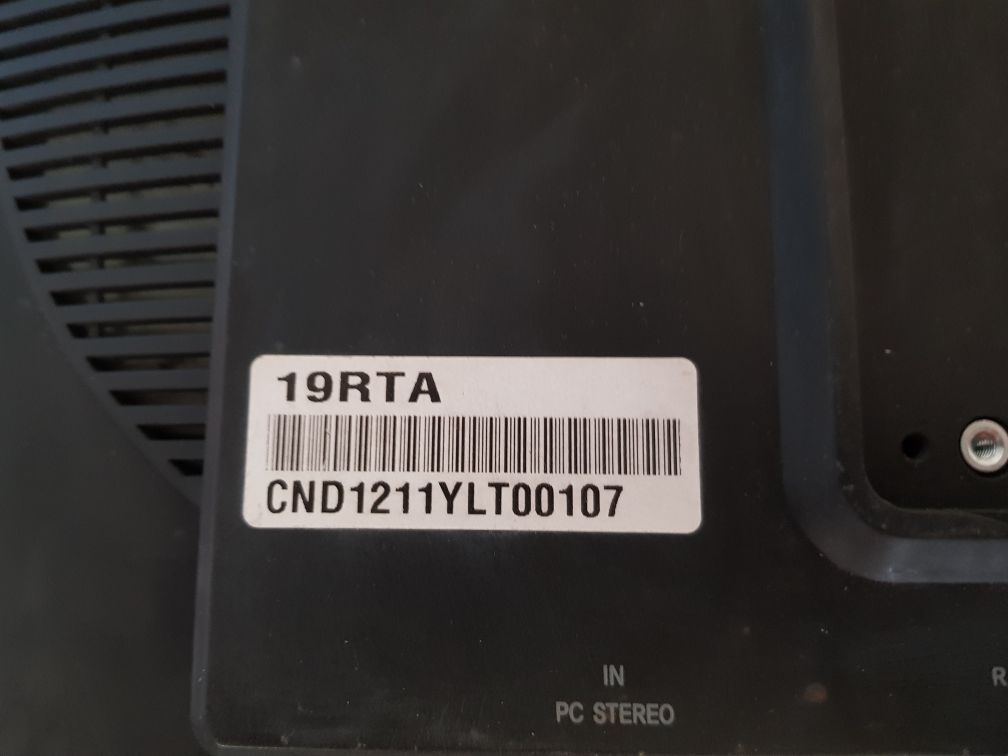 19RTA
CND1211YLT00107
IN
PC STEREO
R